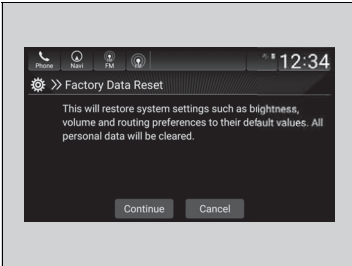 Phone Navi FM 12:34
Factory Data Reset
This will restore system settings such as brightness,
volume and routing preferences to their default values. All
personal data will be cleared.
Continue Cancel